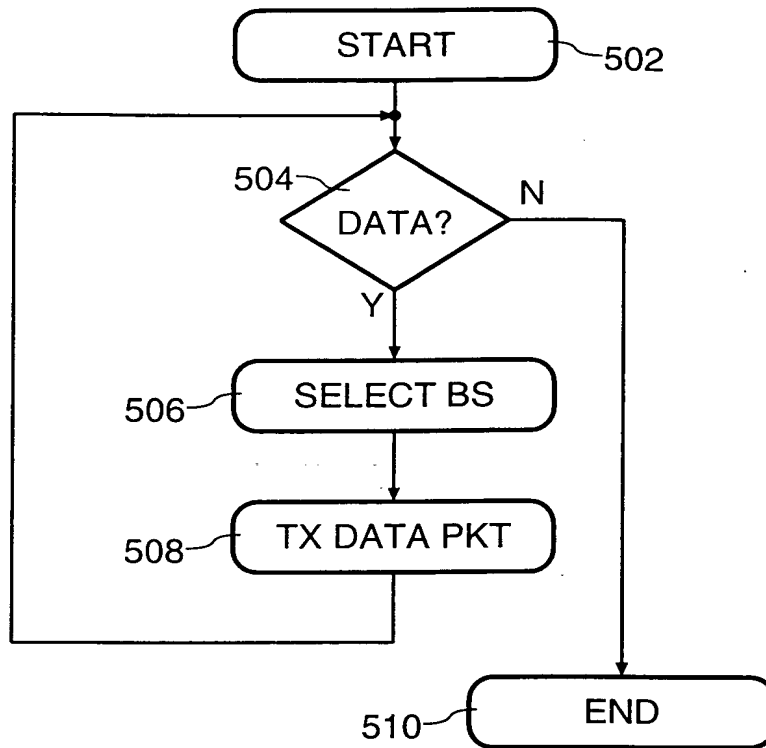 START
502
504
DATA?
N
Y
506
SELECT BS
508
TX DATA PKT
510
END